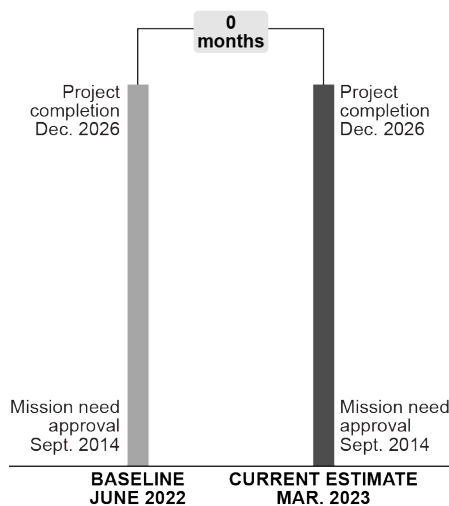 0
months
Project
completion
Dec. 2026
Project
completion
Dec. 2026
Mission need
approval
Sept. 2014
Mission need
approval
Sept. 2014
BASELINE
JUNE 2022
CURRENT ESTIMATE
MAR. 2023